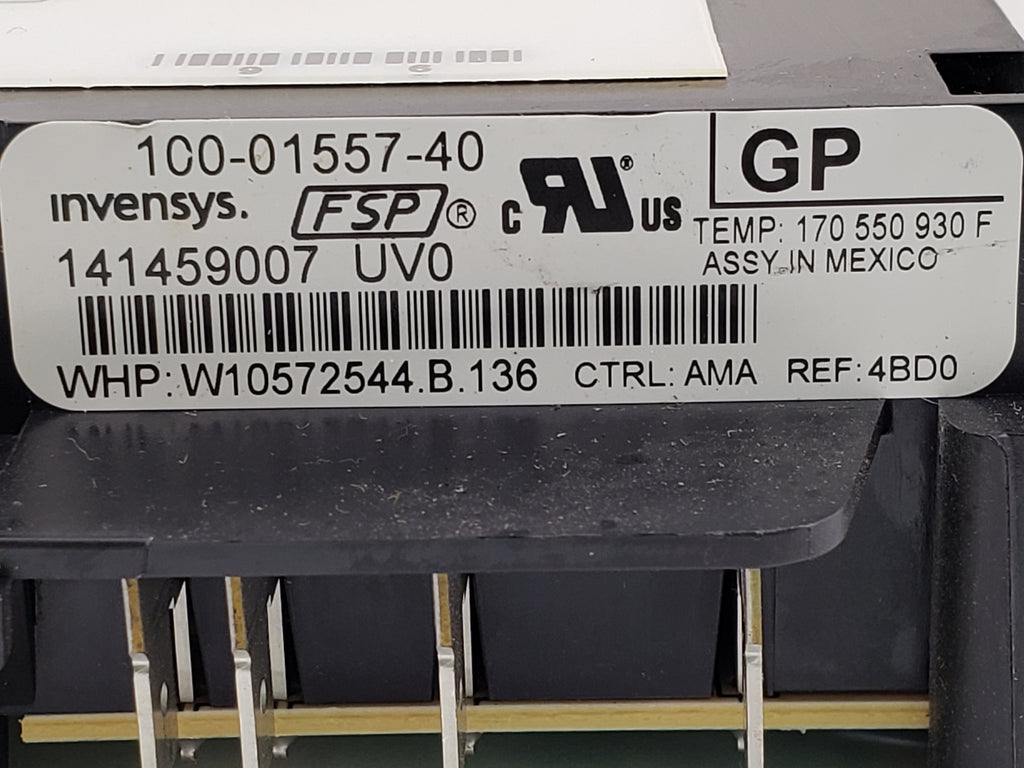 100-01557-40
invensys. FSP®
C RU® US
GP
TEMP: 170 550 930 F
ASSY IN MEXICO
141459007 UV0
WHP: W10572544.B.136 CTRL: AMA REF: 4BD0